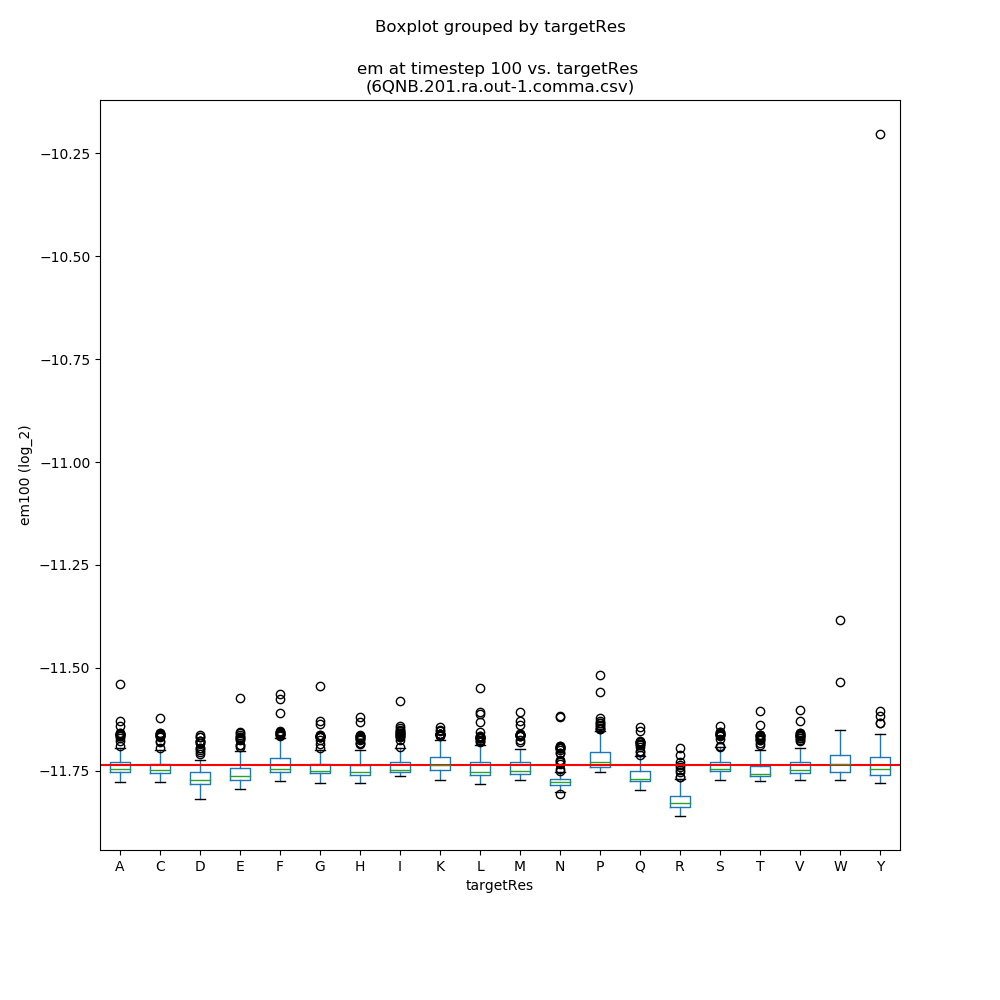 Boxplot grouped by targetRes
em at timestep 100 vs. targetRes
(6QNB.201.ra.out-1.comma.csv)
−10.25
−10.50
−10.75
−11.00
−11.25
−11.50
−11.75
em100 (log_2)
A C D E F G H I K L M N P Q R S T V W Y
targetRes